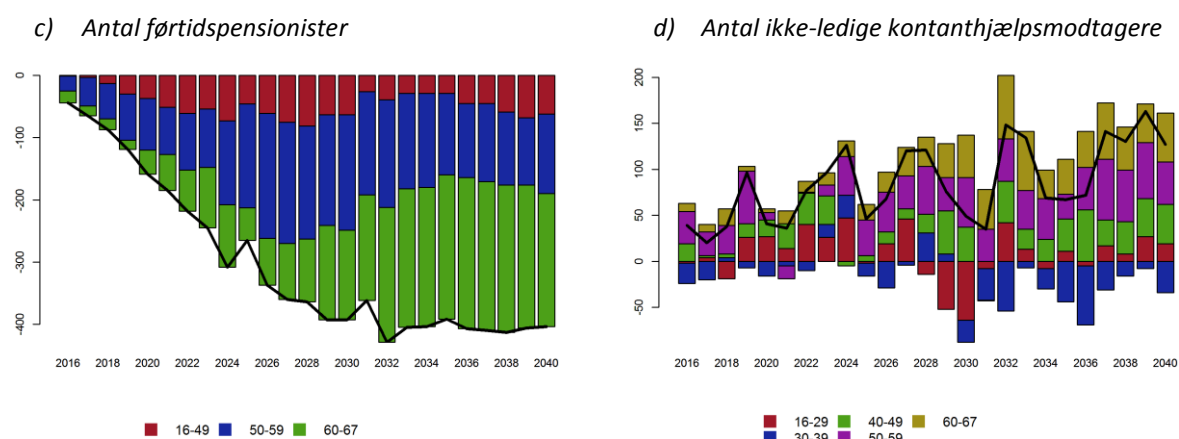 c) Antal førtidspensionister
d) Antal ikke-ledige kontanthjælpsmodtagere
0
-100
-200
-300
-400
2016 2018 2020 2022 2024 2026 2028 2030 2032 2034 2036 2038 2040
16-49 50-59 60-67
200
150
100
50
0
-50
2016 2018 2020 2022 2024 2026 2028 2030 2032 2034 2036 2038 2040
16-29 40-49 60-67
30-39 50-59